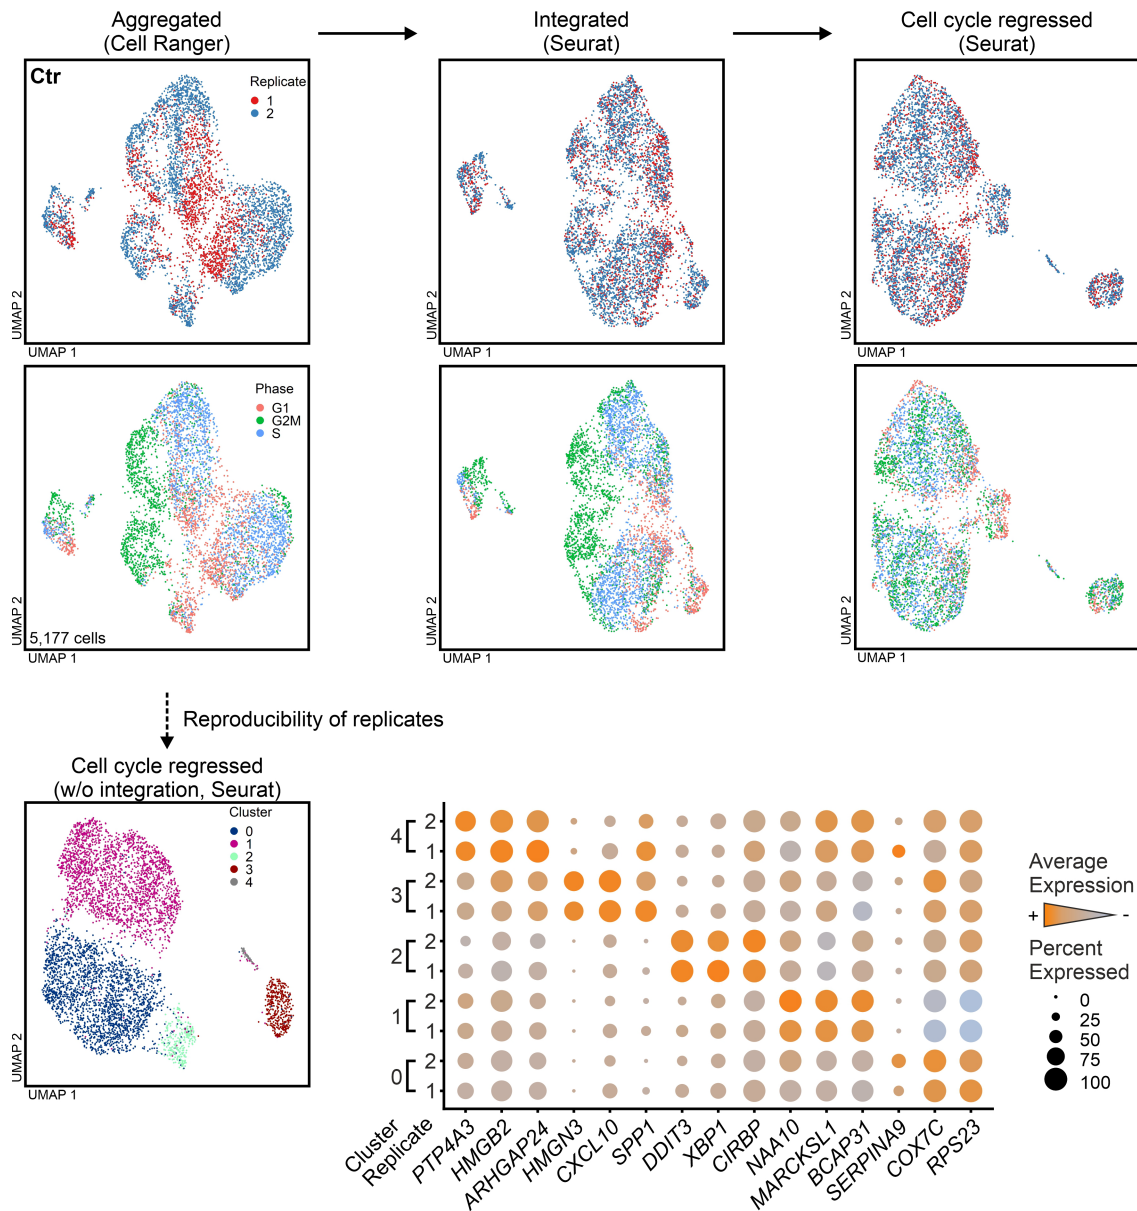 Aggregated
(Cell Ranger)
Integrated
(Seurat)
Cell cycle regressed
(Seurat)
Ctr
Replicate
1
2
UMAP 2
UMAP 1
UMAP 2
UMAP 1
UMAP 2
UMAP 1
Phase
G1
G2M
S
5,177 cells
UMAP 2
UMAP 1
UMAP 2
UMAP 1
UMAP 2
UMAP 1
Reproducibility of replicates
Cell cycle regressed
(w/o integration, Seurat)
Cluster
0
1
2
3
4
UMAP 2
UMAP 1
4
2
1
3
2
1
2
2
1
1
2
1
0
2
1
Cluster
Replicate
PTP4A3
HMGB2
ARHGAP24
HMGN3
CXCL10
SPP1
DDIT3
XBP1
CIRBP
NAA10
MARCKSL1
BCAP31
SERPINA9
COX7C
RPS23
Average
Expression
+ -
Percent
Expressed
0
25
50
75
100